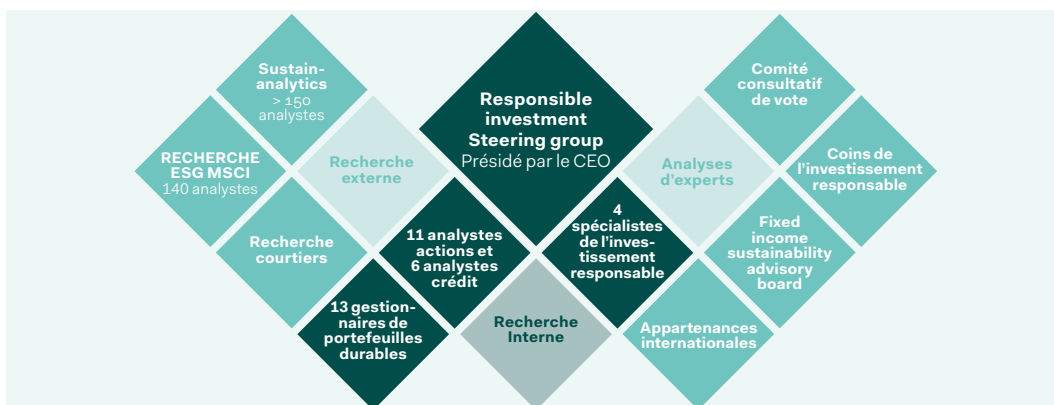 Sustain-
analytics
> 150
analystes
RECHERCHE
ESG MSCI
140 analystes
Recherche
externe
Recherche
courtiers
Responsible
investment
Steering group
Présidé par le CEO
11 analystes
actions et
6 analystes
crédit
13 gestion-
naires de
portefeuilles
durables
Recherche
Interne
4
spécialistes
de l'inves-
tissement
responsable
Analyses
d'experts
Comité
consultatif
de vote
Coins de
l'investissement
responsable
Fixed
income
sustainability
advisory
board
Appartenances
internationales